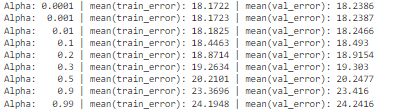 Alpha: 0.0001 | mean(train_error): 18.1722 | mean(val_error): 18.2386
Alpha: 0.001 | mean(train_error): 18.1723 | mean(val_error): 18.2387
Alpha: 0.01 | mean(train_error): 18.1825 | mean(val_error): 18.2466
Alpha: 0.1 | mean(train_error): 18.4463 | mean(val_error): 18.493
Alpha: 0.2 | mean(train_error): 18.8714 | mean(val_error): 18.9154
Alpha: 0.3 | mean(train_error): 19.2634 | mean(val_error): 19.303
Alpha: 0.5 | mean(train_error): 20.2101 | mean(val_error): 20.2477
Alpha: 0.9 | mean(train_error): 23.3696 | mean(val_error): 23.416
Alpha: 0.99 | mean(train_error): 24.1948 | mean(val_error): 24.2416